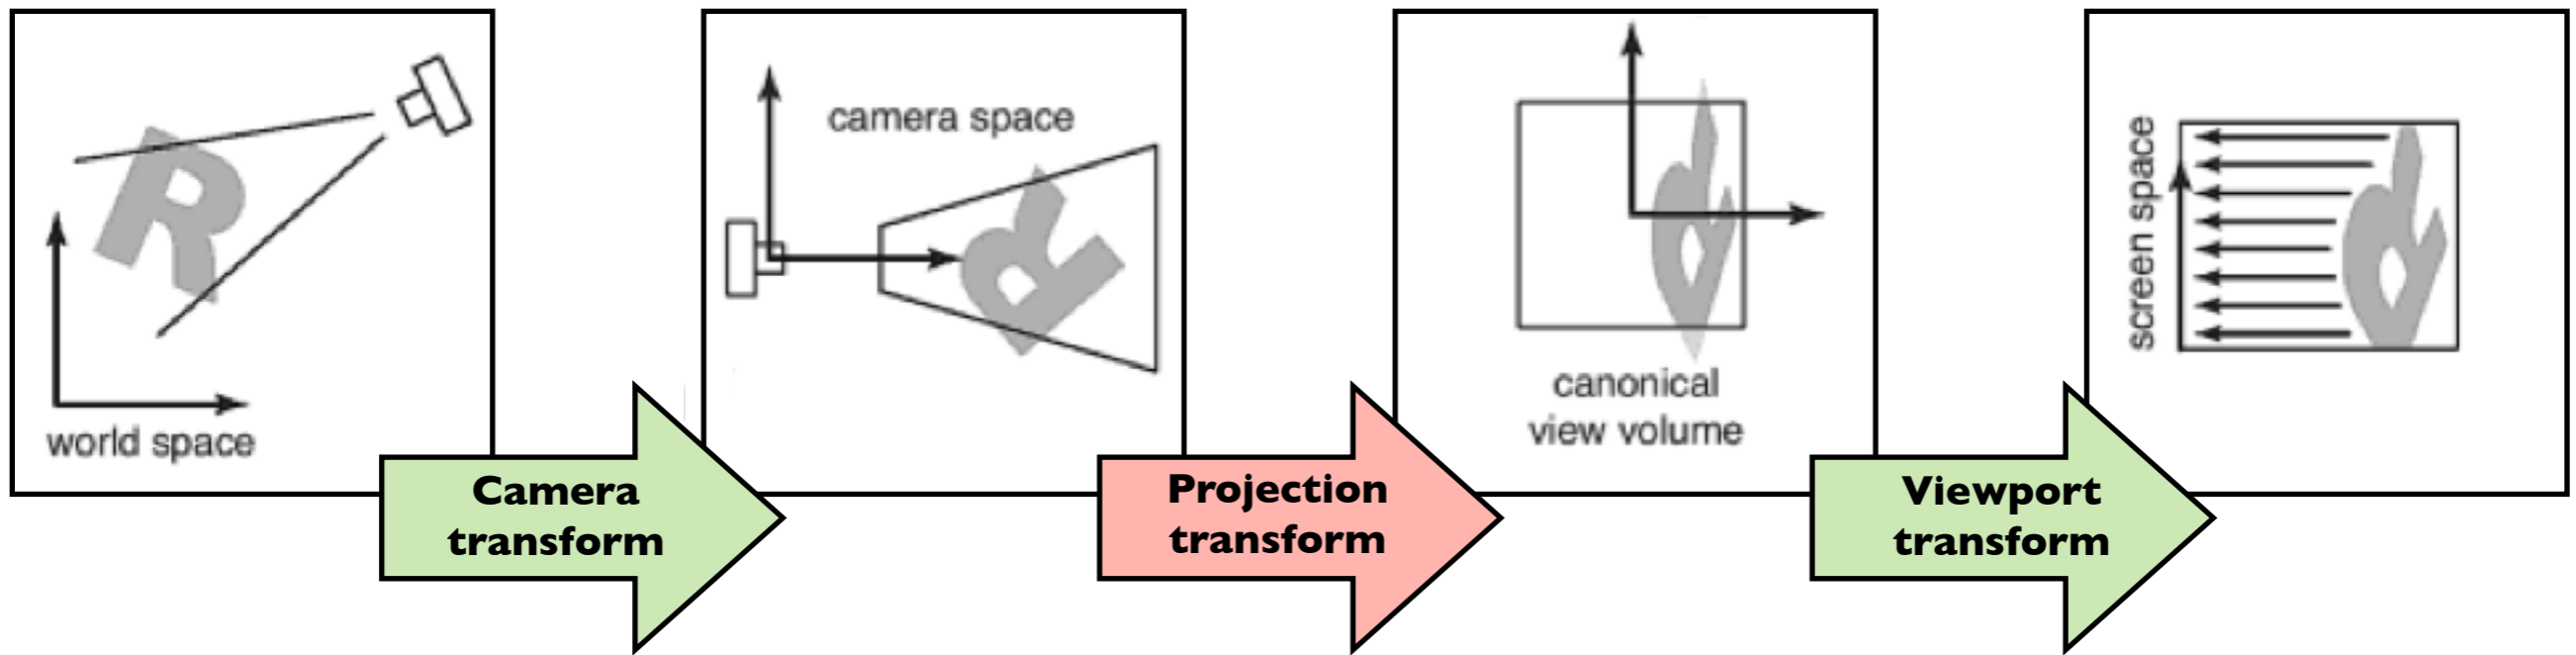 world space
Camera
transform
camera space
Projection
transform
canonical
view volume
Viewport
transform
screen space